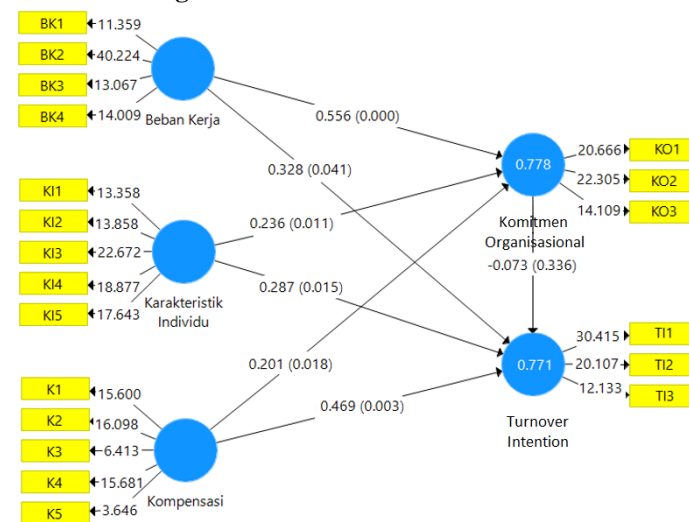 BK1
11.359
BK2
40.224
BK3
13.067
BK4
14.009
Beban Kerja
0.556 (0.000)
0.328 (0.041)
KI1
13.358
KI2
13.858
KI3
22.672
KI4
18.877
KI5
17.643
Karakteristik
Individu
0.236 (0.011)
0.287 (0.015)
0.778
20.666
KO1
22.305
KO2
14.109
KO3
Komitmen
Organisasional
-0.073 (0.336)
K1
15.600
K2
16.098
K3
6.413
K4
15.681
K5
3.646
Kompensasi
0.201 (0.018)
0.469 (0.003)
0.771
30.415
TI1
20.107
TI2
12.133
TI3
Turnover
Intention